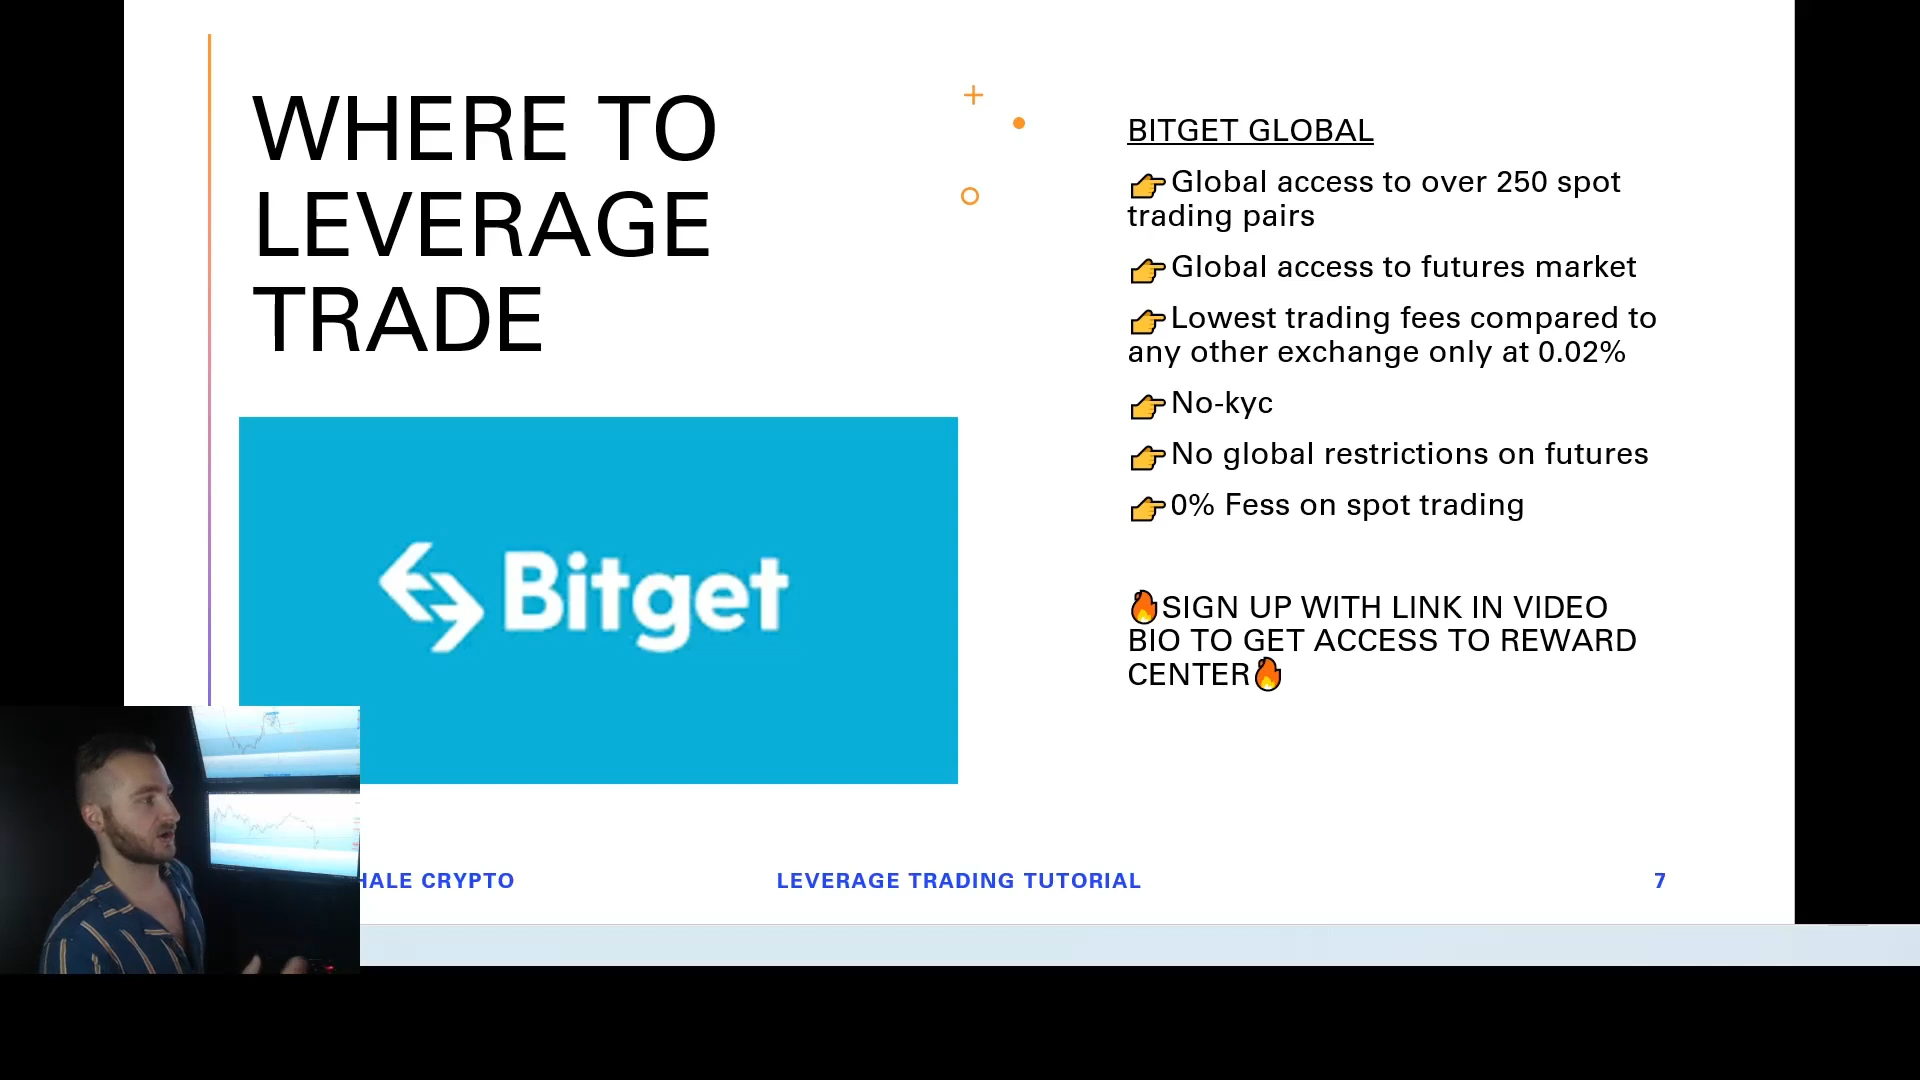 WHERE TO
LEVERAGE
TRADE
Bitget
BITGET GLOBAL
👉Global access to over 250 spot
trading pairs
👉Global access to futures market
👉Lowest trading fees compared to
any other exchange only at 0.02%
👉No-kyc
👉No global restrictions on futures
👉0% Fess on spot trading
🔥SIGN UP WITH LINK IN VIDEO
BIO TO GET ACCESS TO REWARD
CENTER🔥
HALE CRYPTO
LEVERAGE TRADING TUTORIAL
7